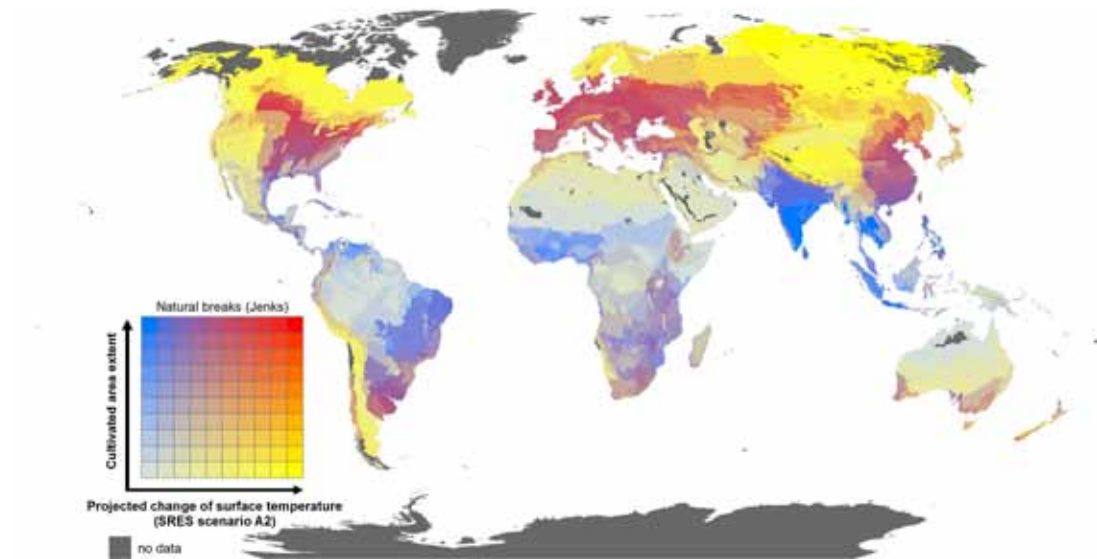 Natural breaks (Jenks)
Cultivated area extent
Projected change of surface temperature
(SRES scenario A2)
no data